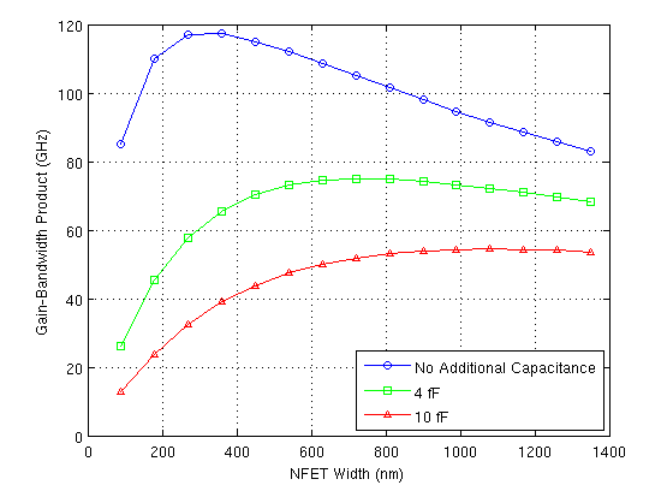 120
100
80
60
40
20
0
Gain-Bandwidth Product (GHz)
0 200 400 600 800 1000 1200 1400
NFET Width (nm)
No Additional Capacitance
4 fF
10 fF